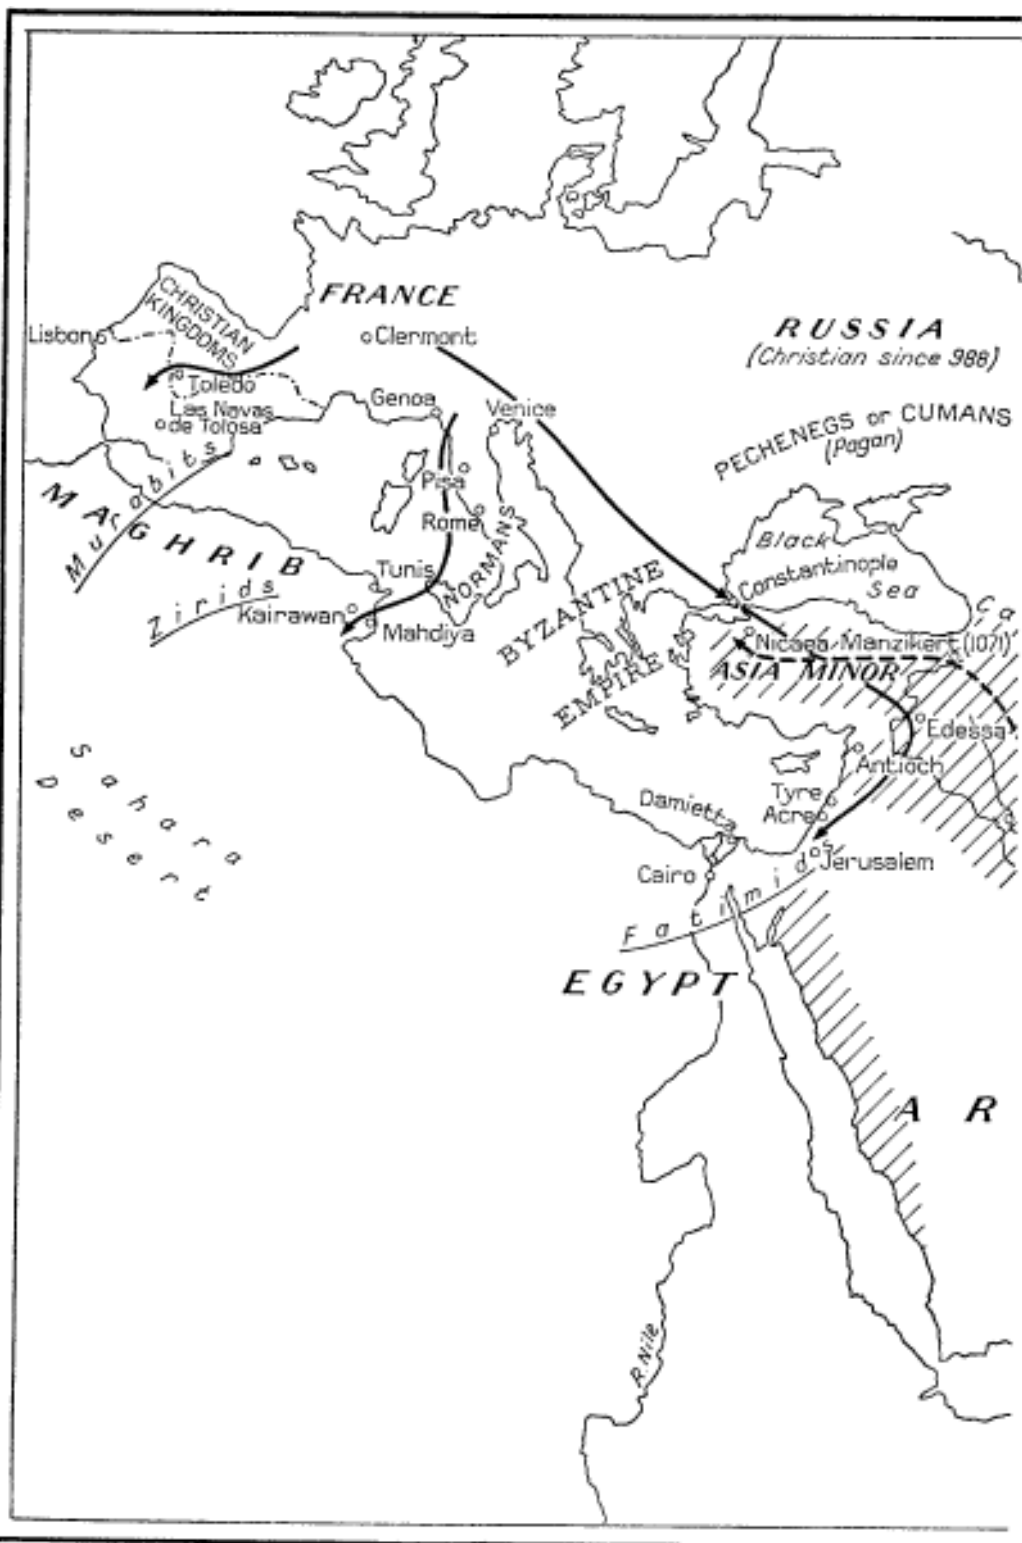 FRANCE
CHRISTIAN
KINGDOMS
Lisbon
Clermont
RUSSIA
(Christian since 988)
Toledo
Genoa
Venice
Las Navas
de Tolosa
PECHENEGS or CUMANS
(Pagan)
Pisa
Murabits
MAGHRIB
Rome
NORMANS
Black
Sea
Constantinople
Tunis
Zirids
Kairawan
Mahdiya
BYZANTINE
EMPIRE
Ca
Nicaea
Manzikert (1071)
ASIA MINOR
Edessa
Antioch
Sahara
Desert
Damietta
Tyre
Acre
Cairo
Jerusalem
Fatimids
EGYPT
AR
R. Nile